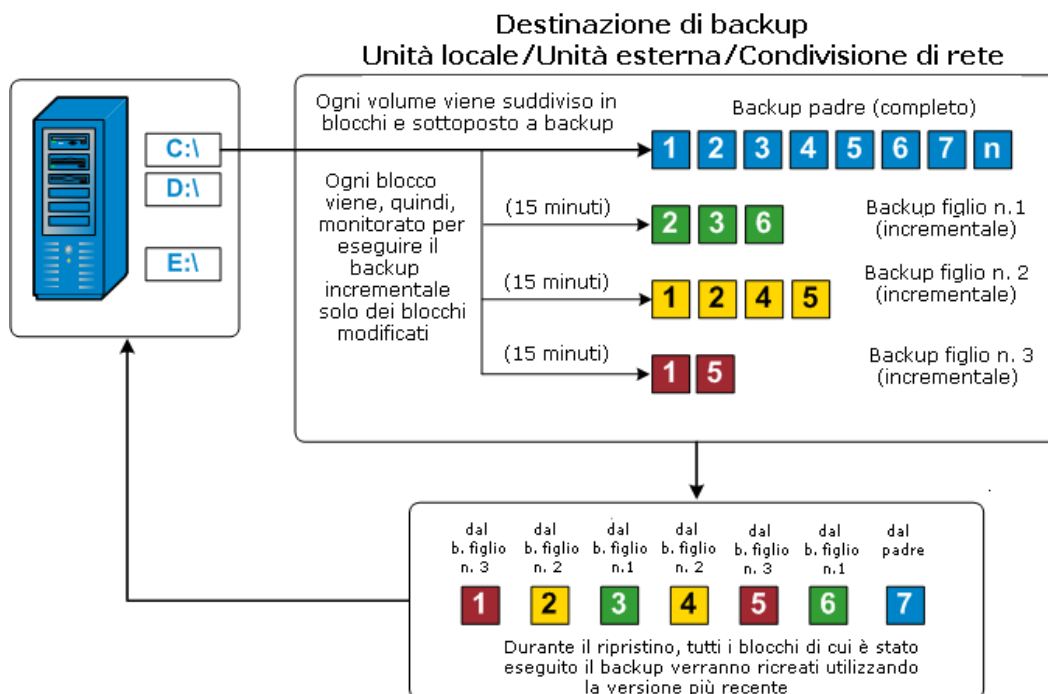 Destinazione di backup
Unità locale/Unità esterna/Condivisione di rete
C:\
D:\
E:\
Ogni volume viene suddiviso in
blocchi e sottoposto a backup
Backup padre (completo)
1 2 3 4 5 6 7 n
Ogni blocco
viene, quindi,
monitorato per
eseguire il
backup
incrementale
solo dei blocchi
modificati
(15 minuti)
2 3 6
Backup figlio n.1
(incrementale)
(15 minuti)
1 2 4 5
Backup figlio n. 2
(incrementale)
(15 minuti)
1 5
Backup figlio n. 3
(incrementale)
dal
b. figlio
n. 3
dal
b. figlio
n. 2
dal
b. figlio
n.1
dal
b. figlio
n. 2
dal
b. figlio
n. 3
dal
b. figlio
n.1
dal
padre
1 2 3 4 5 6 7
Durante il ripristino, tutti i blocchi di cui è stato
eseguito il backup verranno ricreati utilizzando
la versione più recente